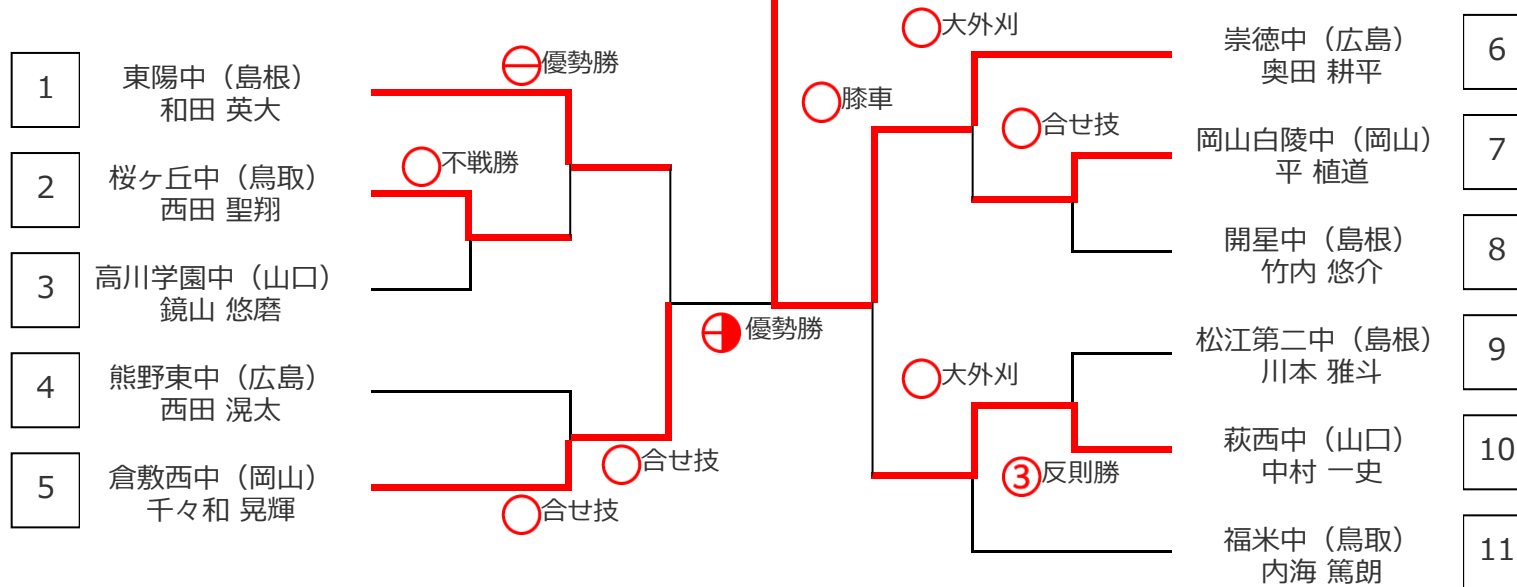 1
東陽中（島根）
和田 英大
優勢勝
2
桜ヶ丘中（鳥取）
西田 聖翔
不戦勝
3
高川学園中（山口）
鏡山 悠磨
4
熊野東中（広島）
西田 滉太
5
倉敷西中（岡山）
千々和 晃輝
合せ技
合せ技
優勢勝
大外刈
崇徳中（広島）
奥田 耕平
6
膝車
合せ技
岡山白陵中（岡山）
平 植道
7
開星中（島根）
竹内 悠介
8
松江第二中（島根）
川本 雅斗
9
大外刈
萩西中（山口）
中村 一史
10
③反則勝
福米中（鳥取）
内海 篤朗
11